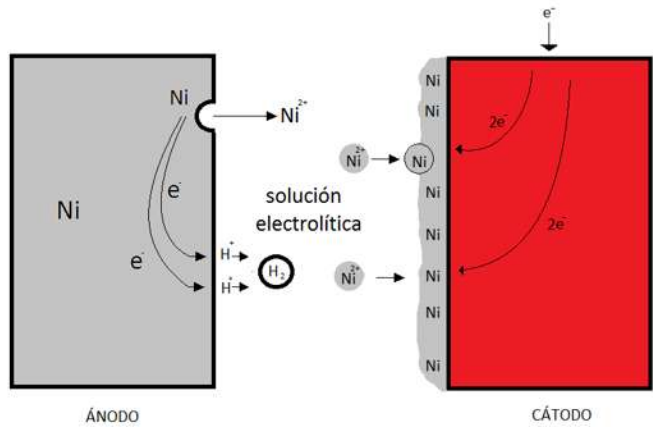 e⁻
Ni
Ni²⁺
Ni
e⁻
e⁻
H⁺
H⁺
H₂
solución
electrolítica
Ni²⁺
Ni²⁺
Ni
Ni
Ni
Ni
Ni
Ni
Ni
Ni
2e⁻
2e⁻
ÁNODO
CÁTODO